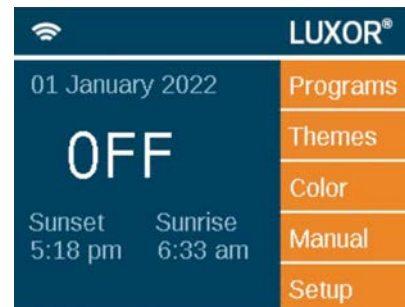 LUXOR®
01 January 2022
OFF
Sunset Sunrise
5:18 pm 6:33 am
Programs
Themes
Color
Manual
Setup